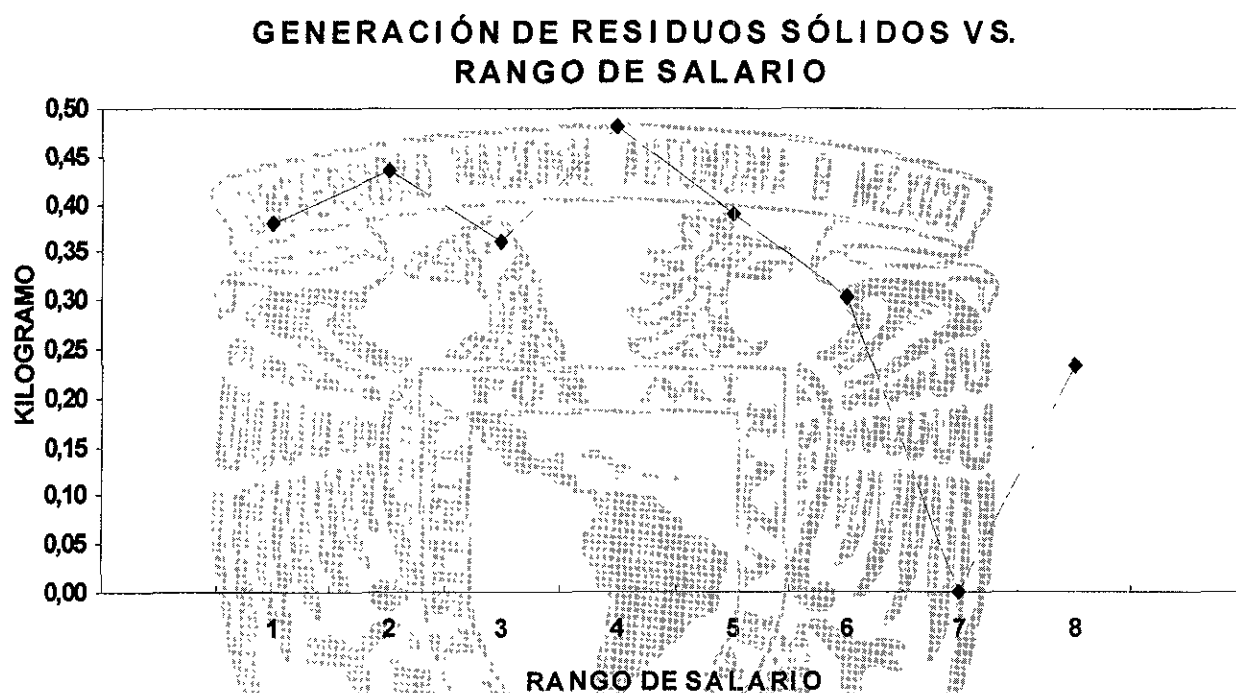 GENERACIÓN DE RESIDUOS SÓLIDOS VS.
RANGO DE SALARIO
0,50
0,45
0,40
0,35
0,30
0,25
0,20
0,15
0,10
0,05
0,00
KILOGRAMO
1 2 3 4 5 6 7 8
RANGO DE SALARIO